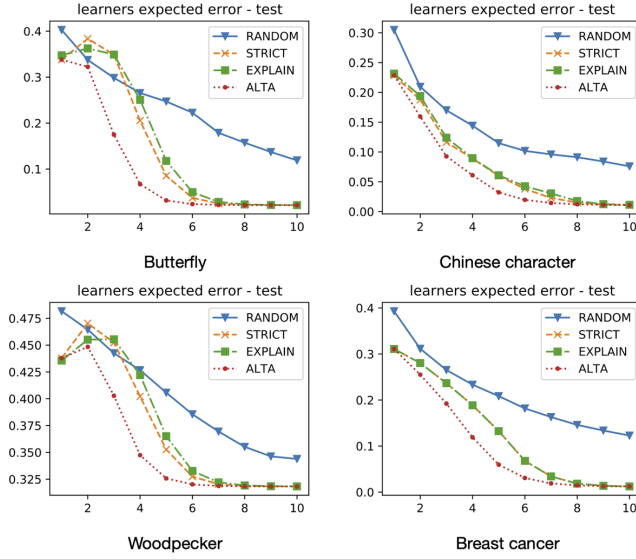 learners expected error - test
0.4
0.3
0.2
0.1
RANDOM
STRICT
EXPLAIN
ALTA
2 4 6 8 10
Butterfly
learners expected error - test
0.30
0.25
0.20
0.15
0.10
0.05
0.00
RANDOM
STRICT
EXPLAIN
ALTA
2 4 6 8 10
Chinese character
learners expected error - test
0.475
0.450
0.425
0.400
0.375
0.350
0.325
RANDOM
STRICT
EXPLAIN
ALTA
2 4 6 8 10
Woodpecker
learners expected error - test
0.4
0.3
0.2
0.1
0.0
RANDOM
STRICT
EXPLAIN
ALTA
2 4 6 8 10
Breast cancer